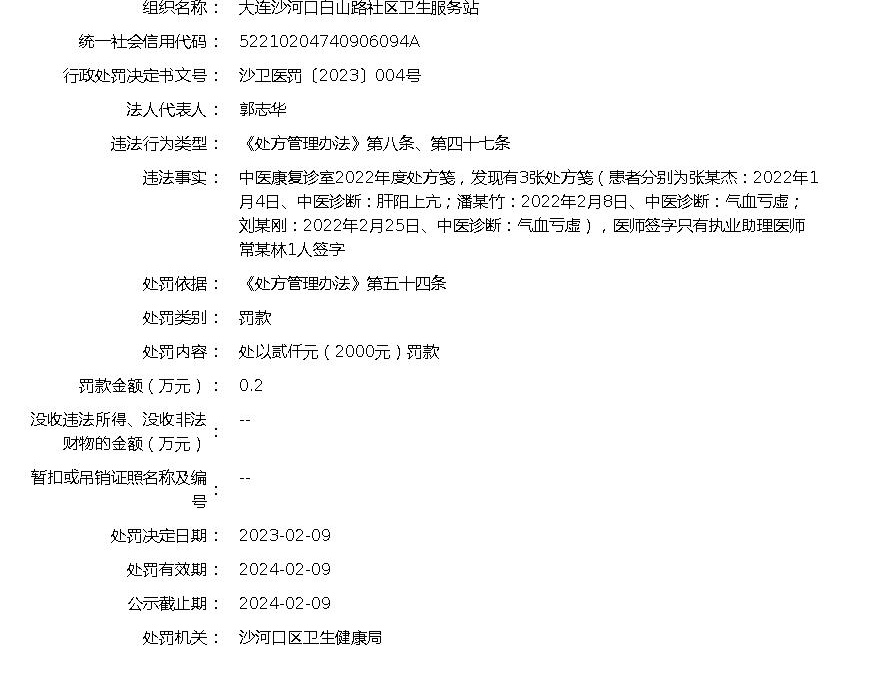 组织名称： 大连沙河口白山路社区卫生服务站
统一社会信用代码： 52210204740906094A
行政处罚决定书文号： 沙卫医罚〔2023〕004号
法人代表人： 郭志华
违法行为类型： 《处方管理办法》第八条、第四十七条
违法事实： 中医康复诊室2022年度处方笺，发现有3张处方笺（患者分别为张某杰：2022年1
月4日、中医诊断：肝阳上亢；潘某竹：2022年2月8日、中医诊断：气血亏虚；
刘某刚：2022年2月25日、中医诊断：气血亏虚），医师签字只有执业助理医师
常某林1人签字
处罚依据： 《处方管理办法》第五十四条
处罚类别： 罚款
处罚内容： 处以贰仟元（2000元）罚款
罚款金额（万元）： 0.2
没收违法所得、没收非法 --
财物的金额（万元）：
暂扣或吊销证照名称及编 --
号：
处罚决定日期： 2023-02-09
处罚有效期： 2024-02-09
公示截止期： 2024-02-09
处罚机关： 沙河口区卫生健康局